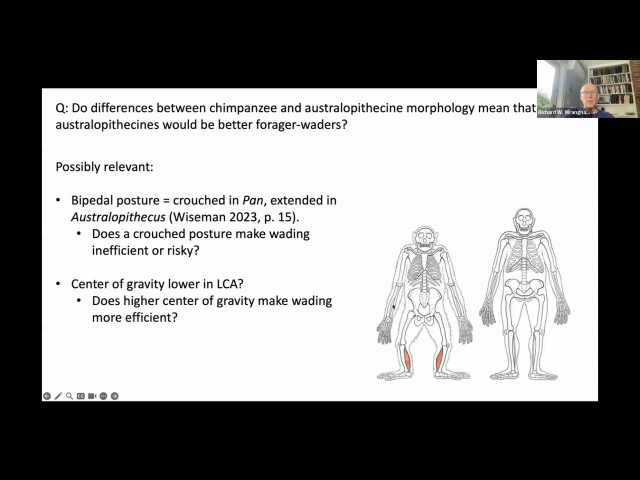 Q: Do differences between chimpanzee and australopithecine morphology mean that
australopithecines would be better forager-waders?
Possibly relevant:
• Bipedal posture = crouched in Pan, extended in
Australopithecus (Wiseman 2023, p. 15).
• Does a crouched posture make wading
inefficient or risky?
• Center of gravity lower in LCA?
• Does higher center of gravity make wading
more efficient?
Richard W. Wrangha...